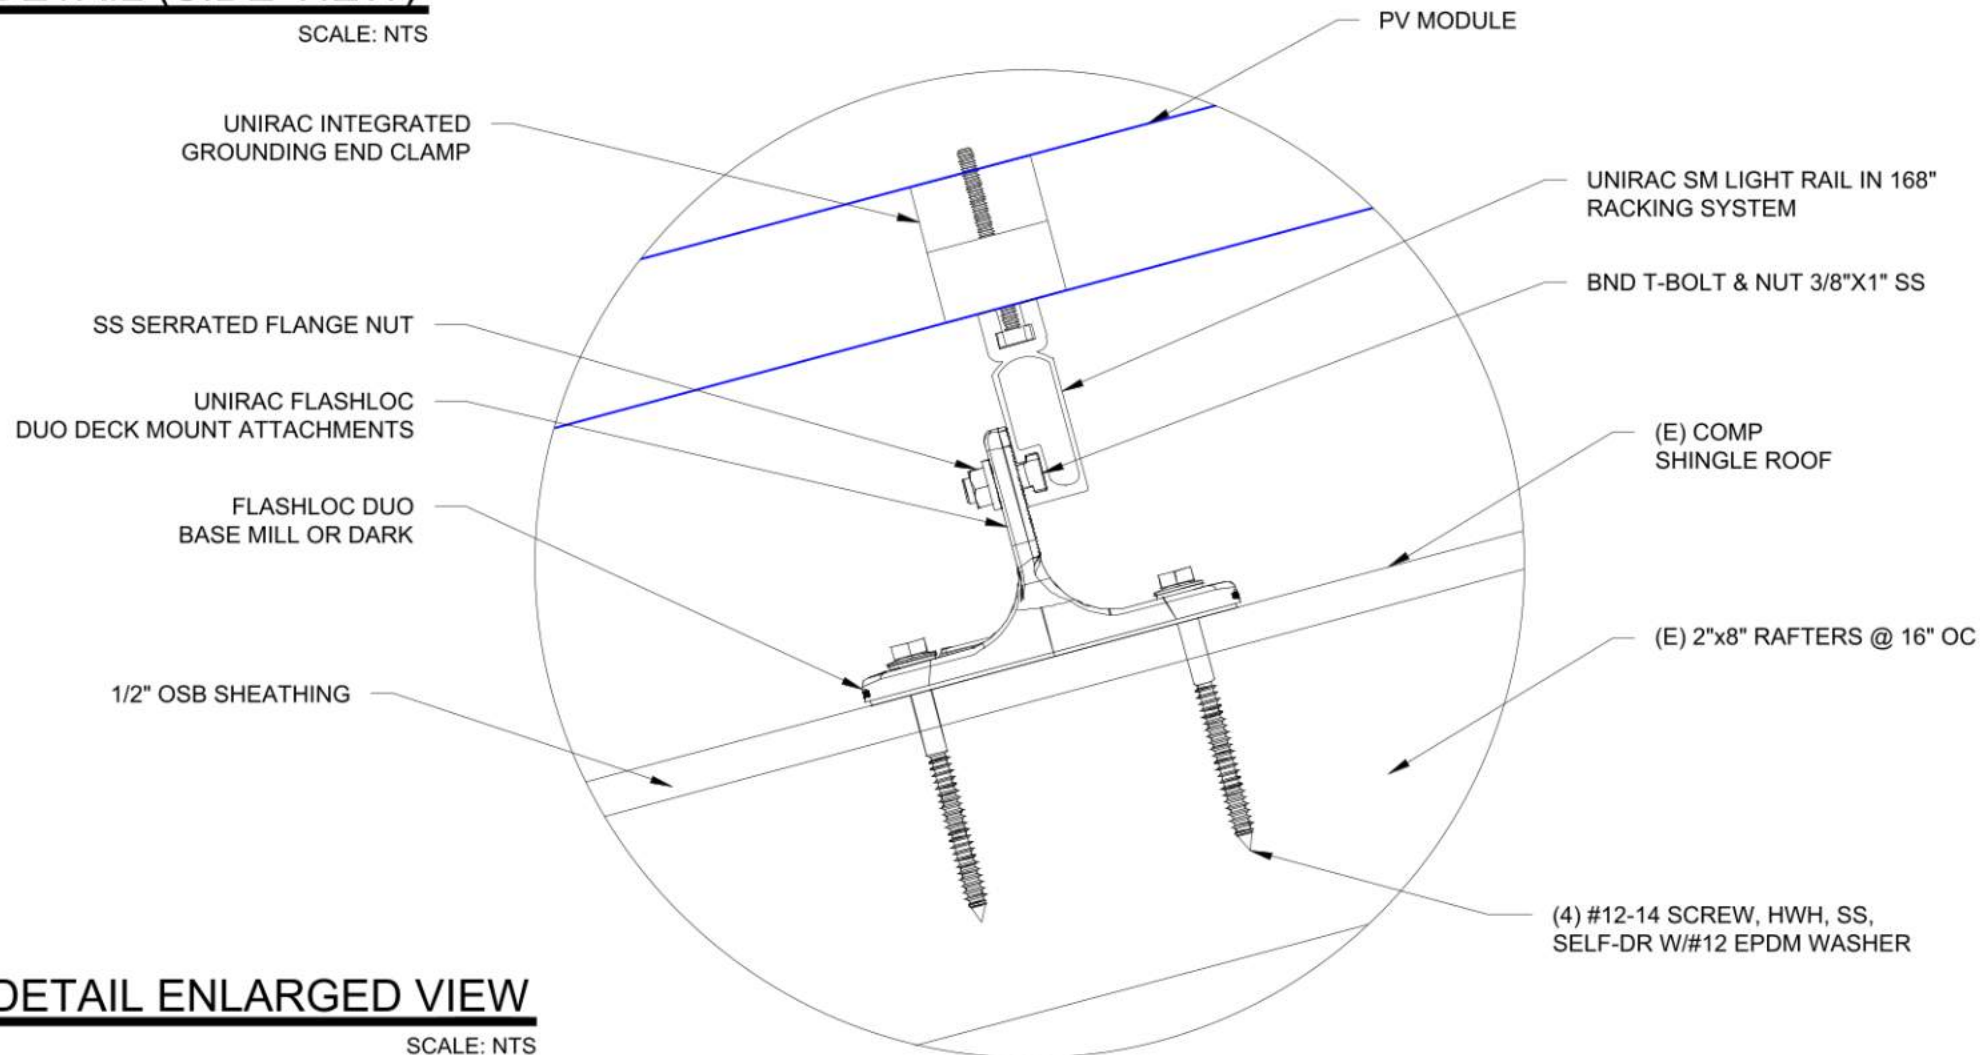 DETAIL (SIDE VIEW)
SCALE: NTS
PV MODULE
UNIRAC INTEGRATED
GROUNDING END CLAMP
UNIRAC SM LIGHT RAIL IN 168"
RACKING SYSTEM
BND T-BOLT & NUT 3/8"X1" SS
SS SERRATED FLANGE NUT
UNIRAC FLASHLOC
DUO DECK MOUNT ATTACHMENTS
(E) COMP
SHINGLE ROOF
FLASHLOC DUO
BASE MILL OR DARK
(E) 2"x8" RAFTERS @ 16" OC
1/2" OSB SHEATHING
(4) #12-14 SCREW, HWH, SS,
SELF-DR W/#12 EPDM WASHER
DETAIL ENLARGED VIEW
SCALE: NTS